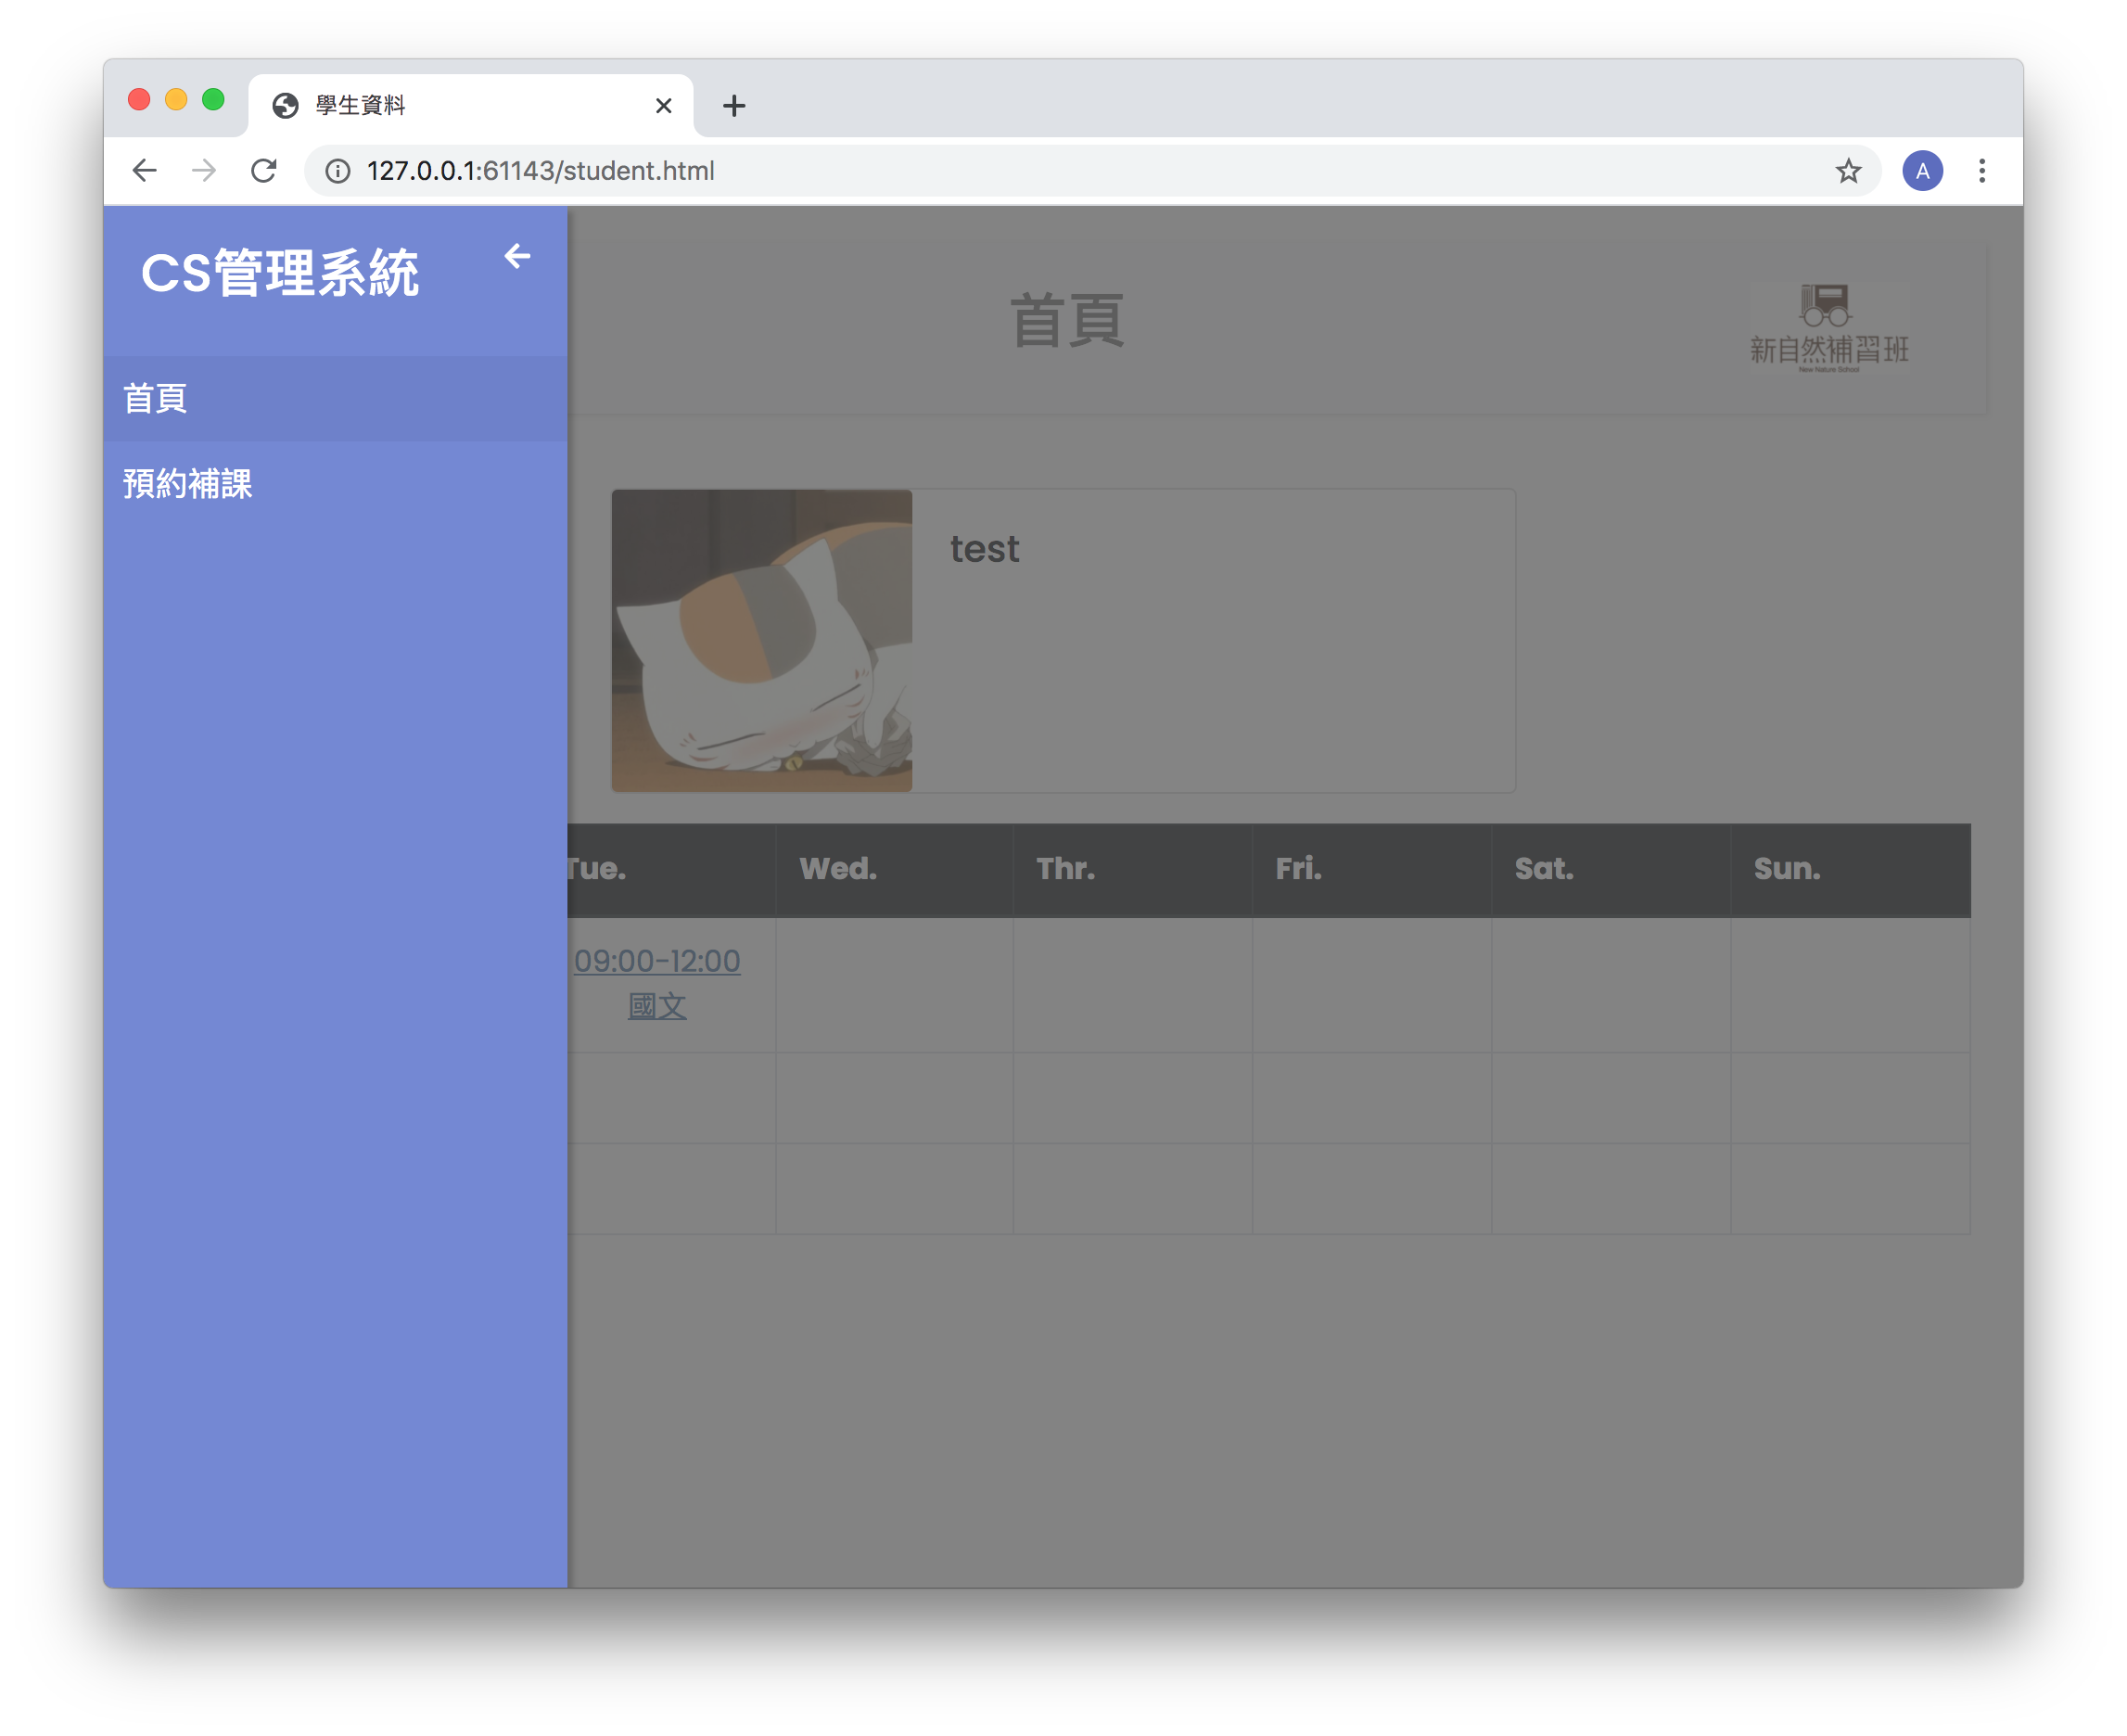 學生資料
127.0.0.1:61143/student.html
A
CS管理系統
首頁
預約補課
首頁
新自然補習班
New Nature School
test
Tue.
Wed.
Thr.
Fri.
Sat.
Sun.
09:00-12:00
國文